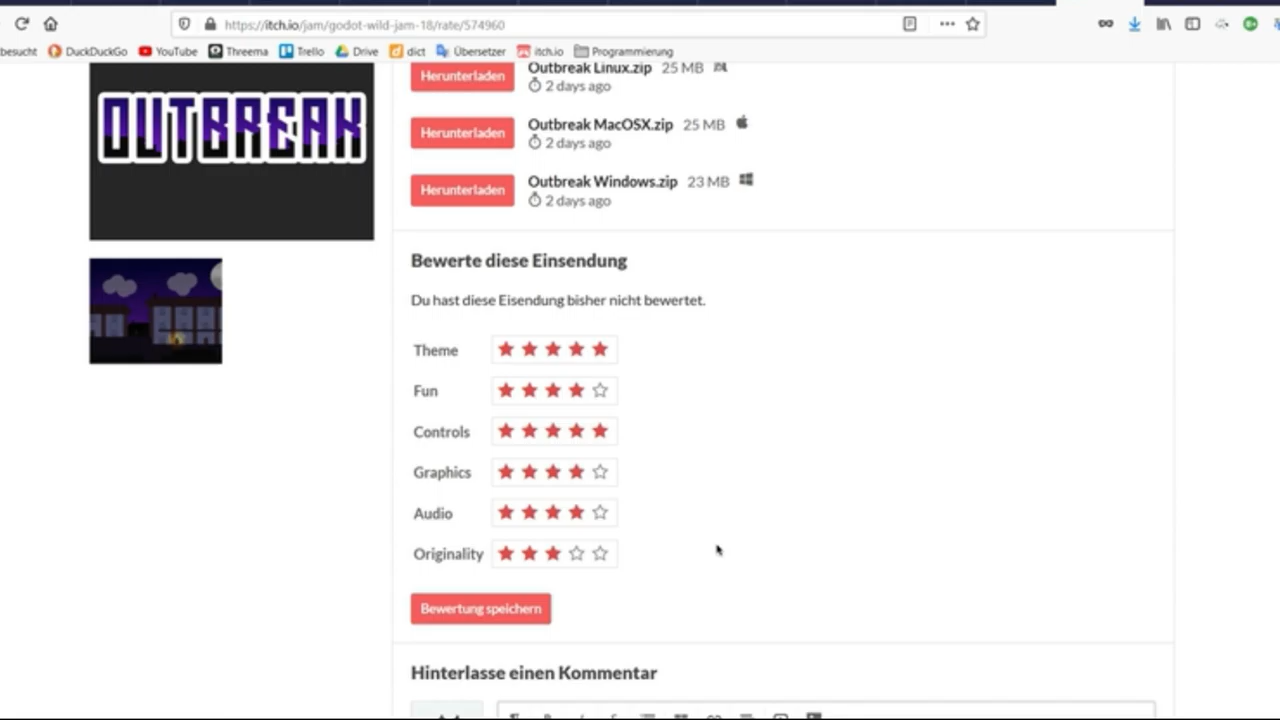 https://itch.io/jam/godot-wild-jam-18/rate/574960
besucht DuckDuckGo YouTube Threema Trello Drive dict Übersetzer itch.io Programmierung
OUTBREAK
Herunterladen Outbreak Linux.zip 25 MB
2 days ago
Herunterladen Outbreak MacOSX.zip 25 MB
2 days ago
Herunterladen Outbreak Windows.zip 23 MB
2 days ago
Bewerte diese Einsendung
Du hast diese Eisendung bisher nicht bewertet.
Theme
Fun
Controls
Graphics
Audio
Originality
Bewertung speichern
Hinterlasse einen Kommentar